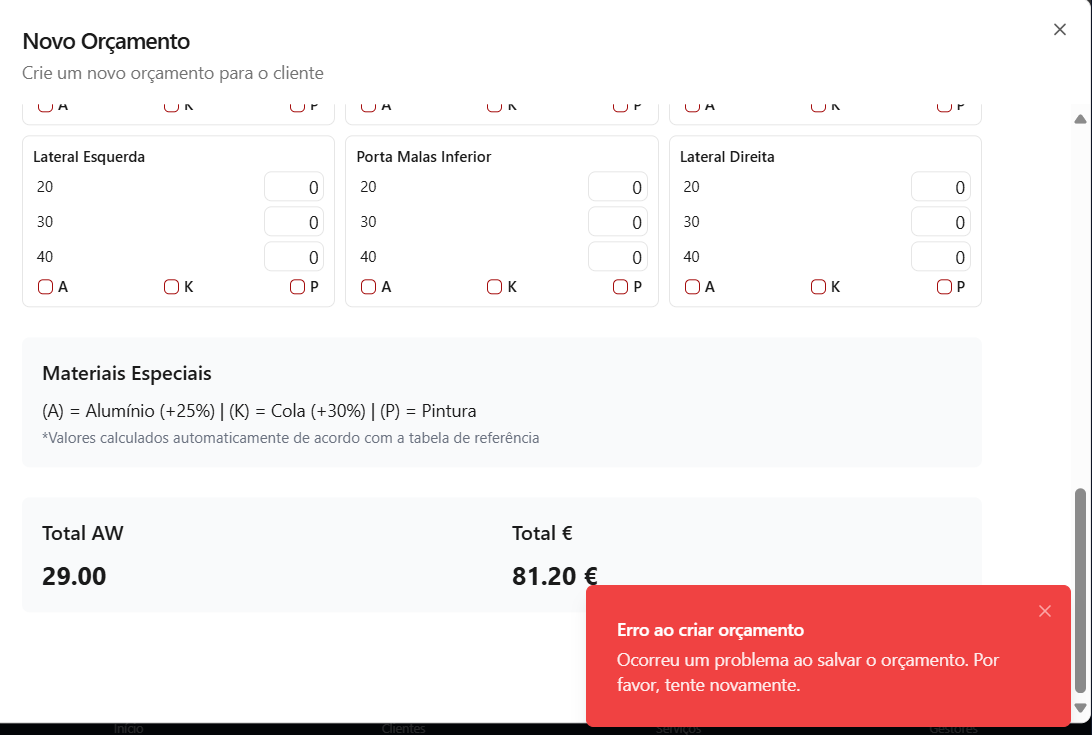 Novo Orçamento
Crie um novo orçamento para o cliente
A K P A K P A K P
Lateral Esquerda Porta Malas Inferior Lateral Direita
20 0 20 0 20 0
30 0 30 0 30 0
40 0 40 0 40 0
A K P A K P A K P
Materiais Especiais
(A) = Alumínio (+25%) | (K) = Cola (+30%) | (P) = Pintura
*Valores calculados automaticamente de acordo com a tabela de referência
Total AW Total €
29.00 81.20 €
Erro ao criar orçamento
Ocorreu um problema ao salvar o orçamento. Por
favor, tente novamente.
Início Clientes Serviços Gestores